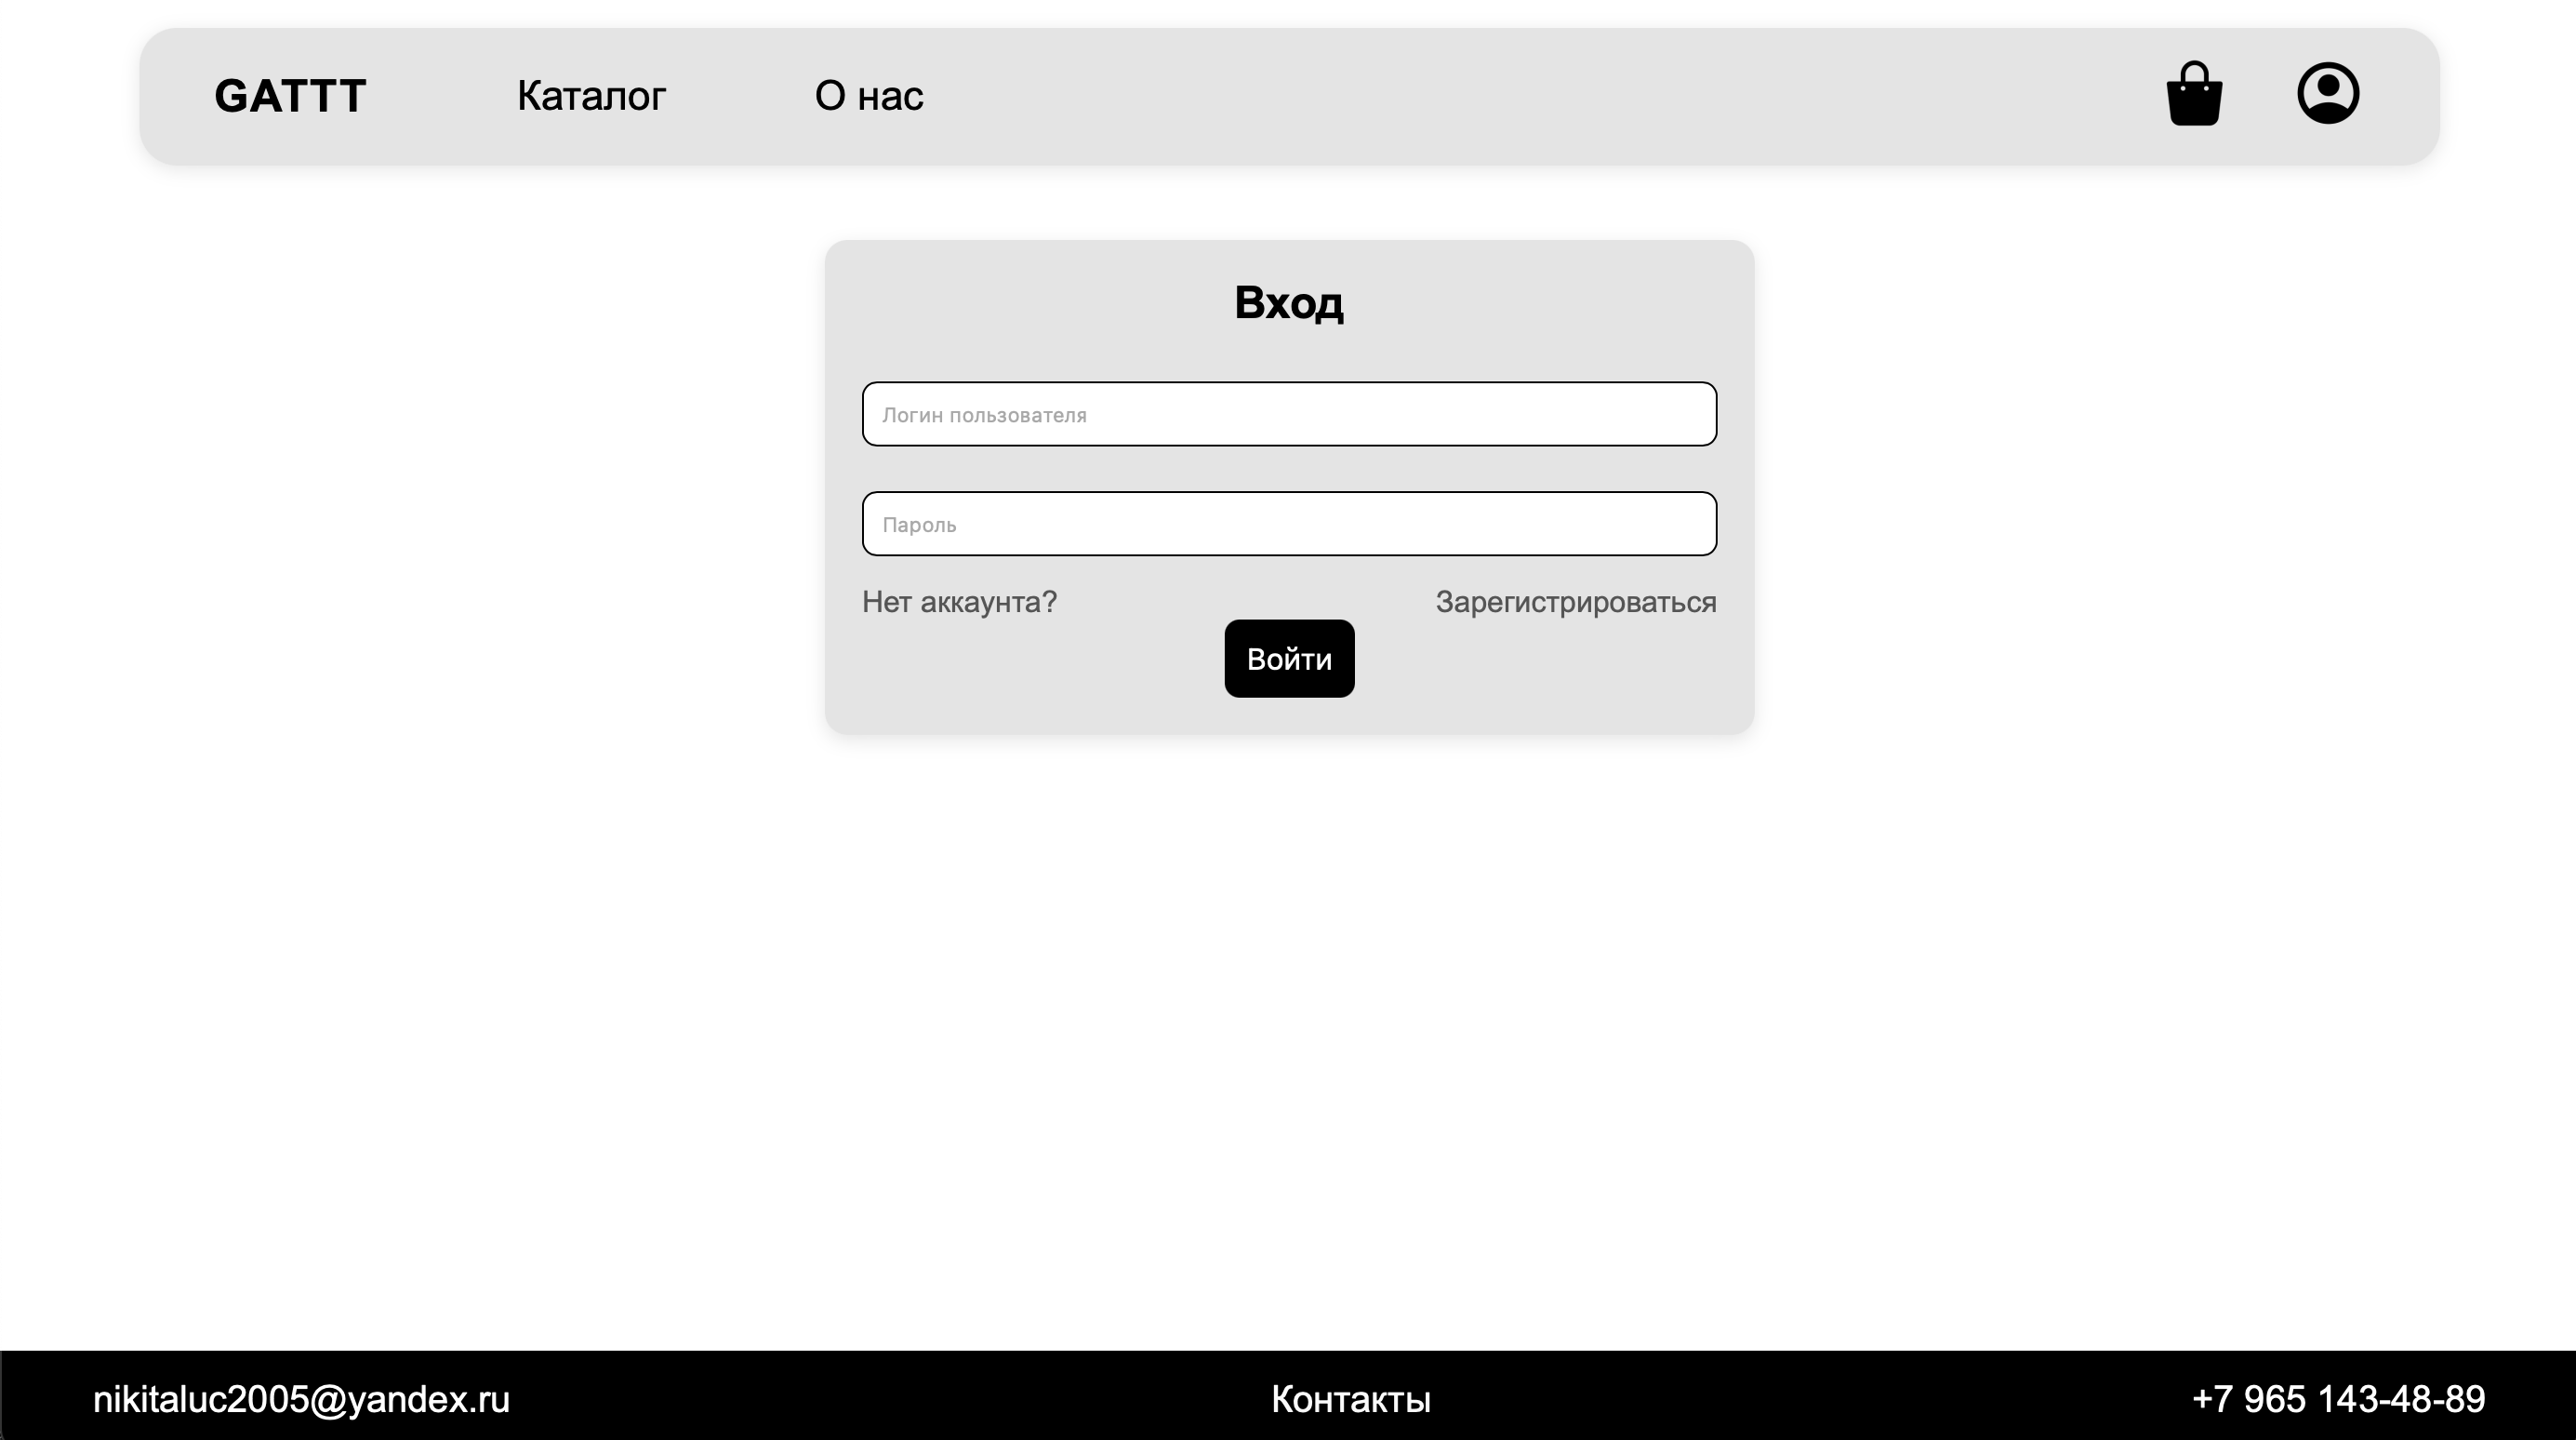 GATTT Каталог О нас
Вход
Логин пользователя
Пароль
Нет аккаунта? Зарегистрироваться
Войти
nikitaluc2005@yandex.ru Контакты +7 965 143-48-89